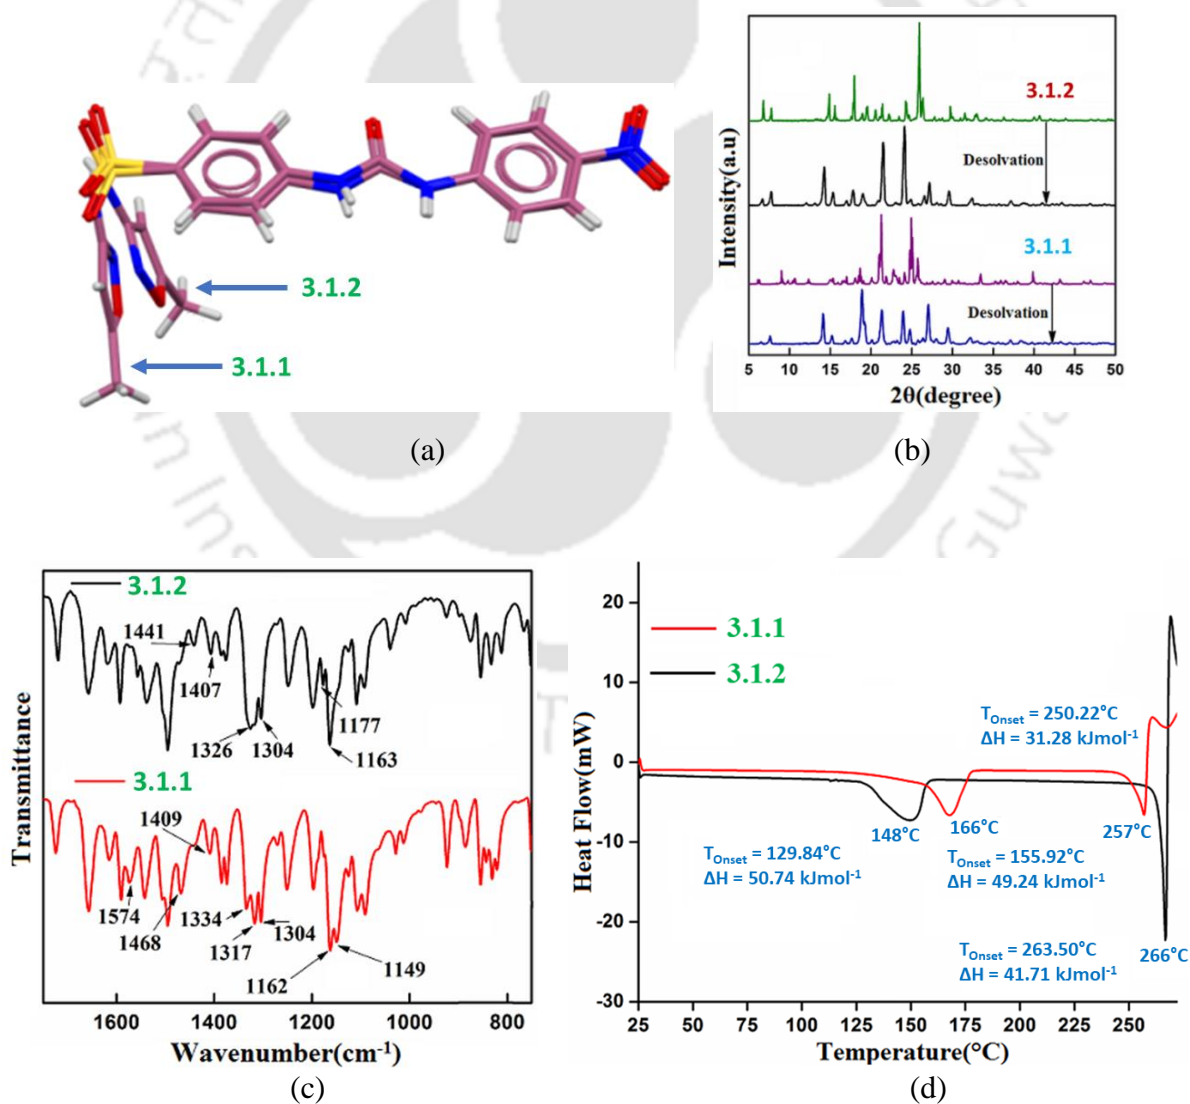 3.1.2
3.1.1
(a)
Intensity(a.u)
3.1.2
Desolvation
3.1.1
Desolvation
5 10 15 20 25 30 35 40 45 50
2θ(degree)
(b)
Transmittance
3.1.2
1441
1407
1326
1304
1177
1163
3.1.1
1409
1574
1468
1334
1317
1304
1162
1149
1600 1400 1200 1000 800
Wavenumber(cm⁻¹)
(c)
Heat Flow(mW)
20
10
0
-10
-20
-30
3.1.1
3.1.2
TOnset = 250.22°C
ΔH = 31.28 kJmol⁻¹
148°C
166°C
257°C
TOnset = 129.84°C
ΔH = 50.74 kJmol⁻¹
TOnset = 155.92°C
ΔH = 49.24 kJmol⁻¹
TOnset = 263.50°C
ΔH = 41.71 kJmol⁻¹
266°C
25 50 75 100 125 150 175 200 225 250
Temperature(°C)
(d)